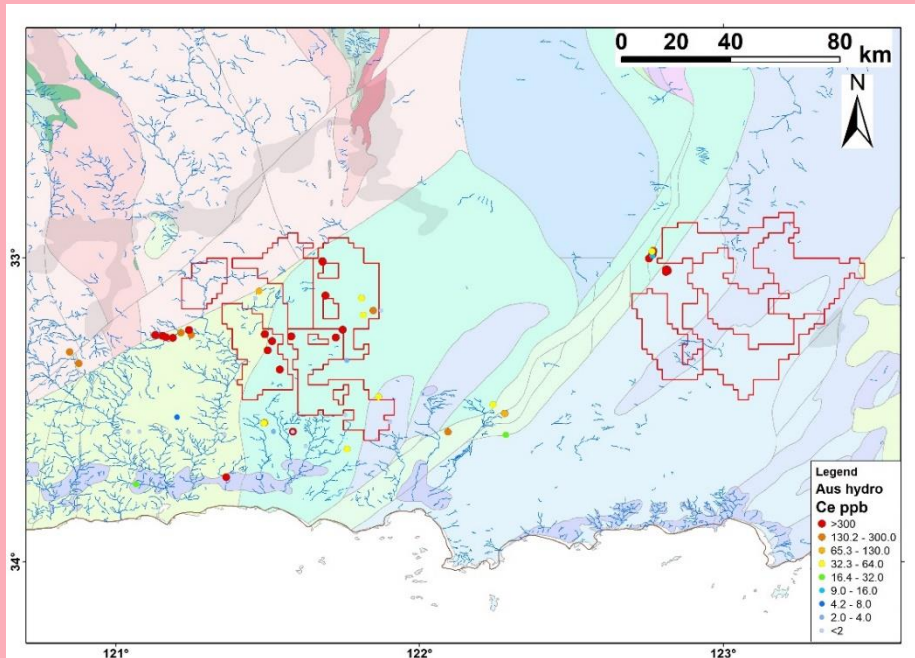 0 20 40 80
km
N
33°
33°
34°
34°
Legend
Aus hydro
Ce ppb
>300
130.2 - 300.0
65.3 - 130.0
32.3 - 64.0
16.4 - 32.0
9.0 - 16.0
4.2 - 8.0
2.0 - 4.0
<2
121°
122°
123°